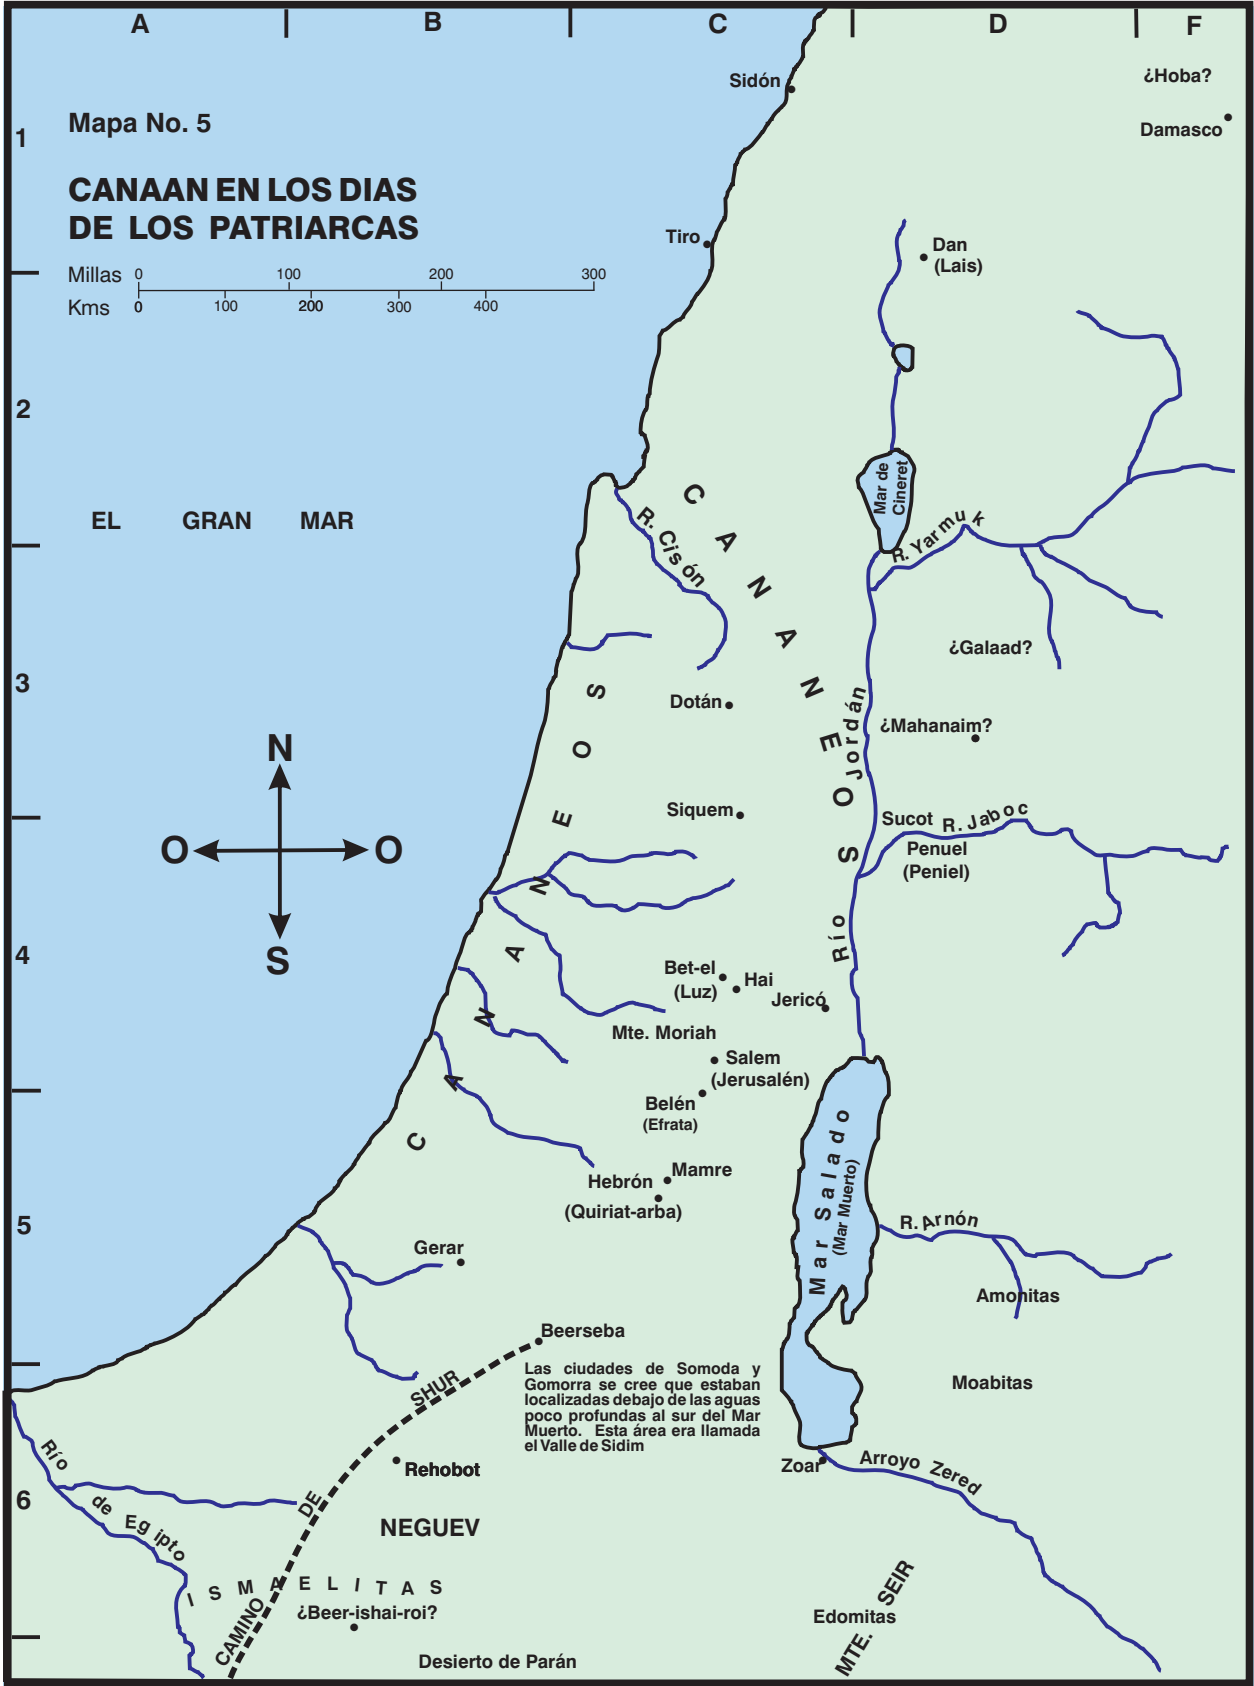 A B C D F
1
2
3
4
5
6
Mapa No. 5
CANAAN EN LOS DIAS
DE LOS PATRIARCAS
Millas 0 100 200 300
Kms 0 100 200 300 400
Sidón
¿Hoba?
Damasco
Tiro
Dan
(Lais)
EL GRAN MAR
Mar de
Cineret
R. Cisón
R. Yarmuk
CANANEOS
CANANEOS
¿Galaad?
Dotán
¿Mahanaim?
Río Jordán
N
O O
S
Siquem
Sucot
R. Jaboc
Penuel
(Peniel)
Bet-el
(Luz)
Hai
Jericó
Mte. Moriah
Salem
(Jerusalén)
Belén
(Efrata)
Mar Salado
(Mar Muerto)
Mamre
Hebrón
(Quiriat-arba)
R. Arnón
Gerar
Amonitas
Beerseba
Las ciudades de Somoda y
Gomorra se cree que estaban
localizadas debajo de las aguas
poco profundas al sur del Mar
Muerto. Esta área era llamada
el Valle de Sidim
Moabitas
CAMINO DE SHUR
Rehobot
Zoar
Arroyo Zered
Río de Egipto
NEGUEV
ISMAELITAS
¿Beer-ishai-roi?
Edomitas
MTE. SEIR
Desierto de Parán